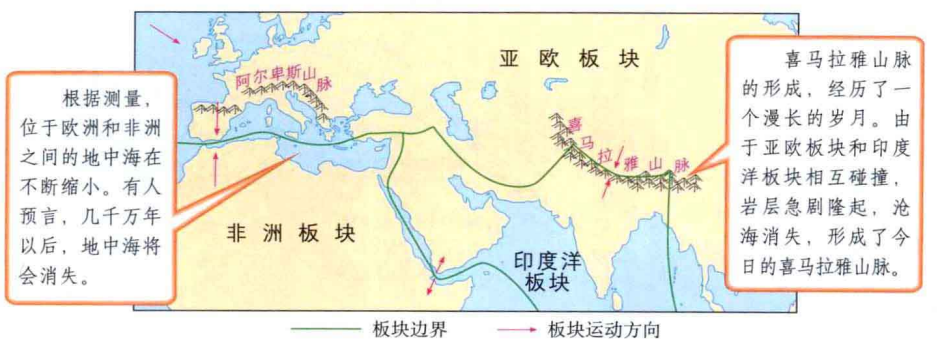 根据测量，
位于欧洲和非洲
之间的地中海在
不断缩小。有人
预言，几千万年
以后，地中海将
会消失。
阿尔卑斯山脉
亚欧板块
喜马拉雅山脉
非洲板块
印度洋
板块
喜马拉雅山脉
的形成，经历了一
个漫长的岁月。由
于亚欧板块和印度
洋板块相互碰撞，
岩层急剧隆起，沧
海消失，形成了今
日的喜马拉雅山脉。
板块边界
板块运动方向